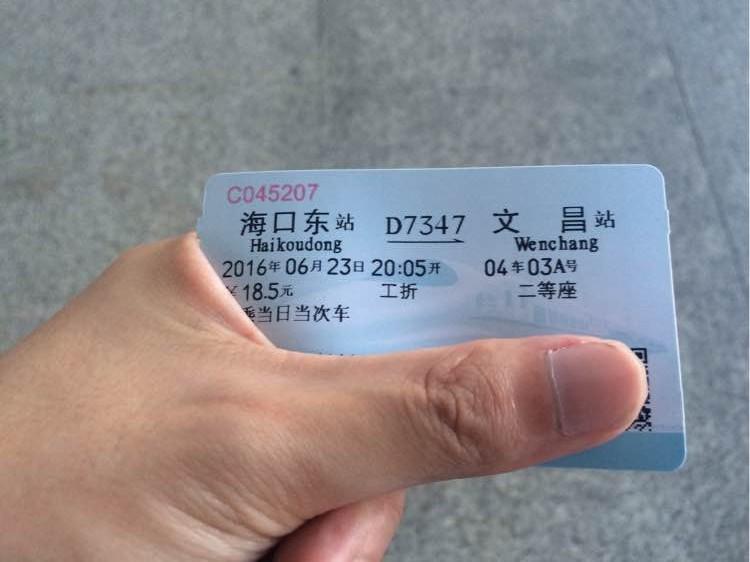 C045207
海口东站 D7347 文昌站
Haikoudong Wenchang
2016年06月23日 20:05开 04车03A号
¥18.5元 工折 二等座
乘当日当次车